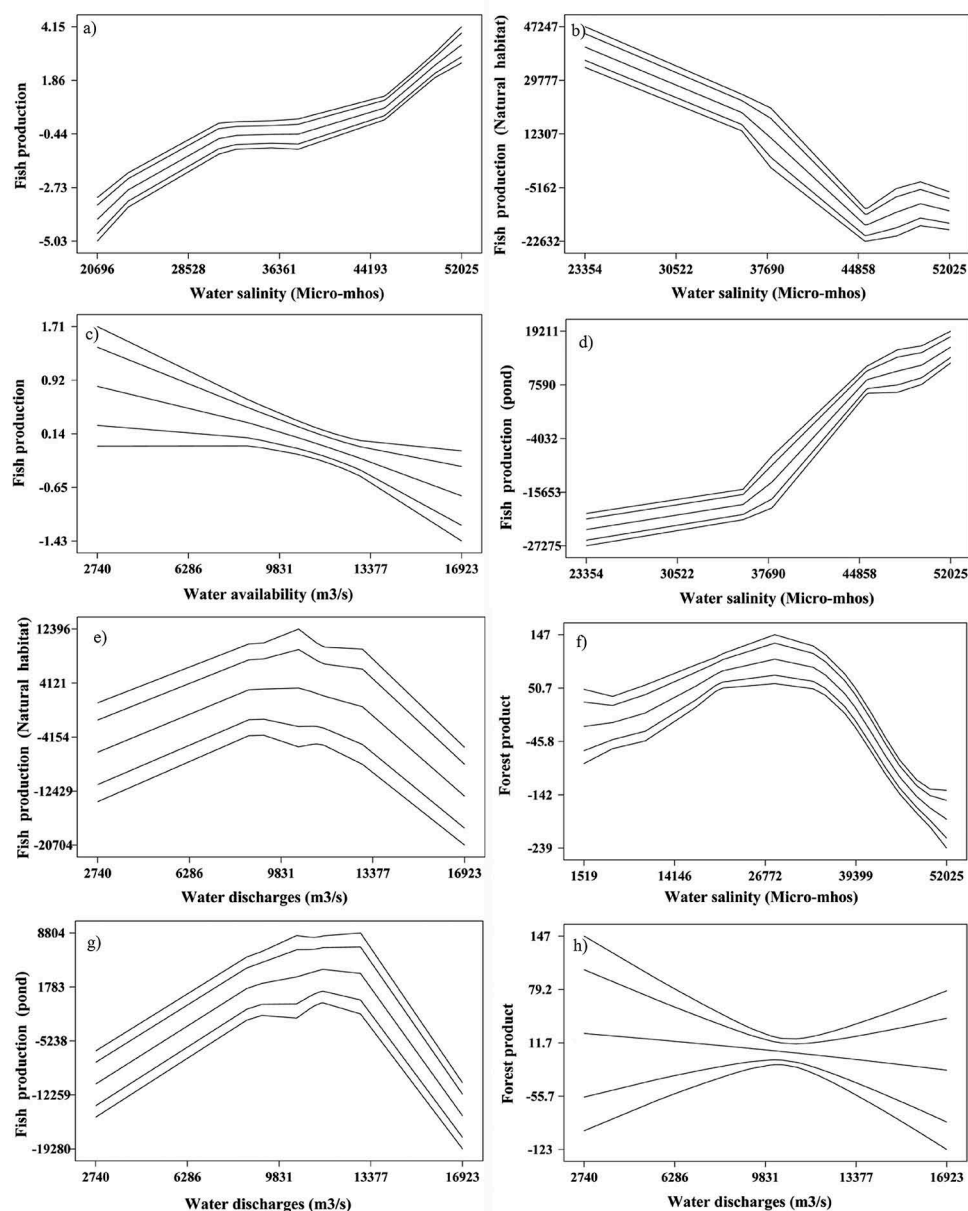 a)
Fish production
4.15
1.86
-0.44
-2.73
-5.03
20696 28528 36361 44193 52025
Water salinity (Micro-mhos)
b)
Fish production (Natural habitat)
47247
29777
12307
-5162
-22632
23354 30522 37690 44858 52025
Water salinity (Micro-mhos)
c)
Fish production
1.71
0.92
0.14
-0.65
-1.43
2740 6286 9831 13377 16923
Water availability (m3/s)
d)
Fish production (pond)
19211
7590
-4032
-15653
-27275
23354 30522 37690 44858 52025
Water salinity (Micro-mhos)
e)
Fish production (Natural habitat)
12396
4121
-4154
-12429
-20704
2740 6286 9831 13377 16923
Water discharges (m3/s)
f)
Forest product
147
50.7
-45.8
-142
-239
1519 14146 26772 39399 52025
Water salinity (Micro-mhos)
g)
Fish production (pond)
8804
1783
-5238
-12259
-19280
2740 6286 9831 13377 16923
Water discharges (m3/s)
h)
Forest product
147
79.2
11.7
-55.7
-123
2740 6286 9831 13377 16923
Water discharges (m3/s)